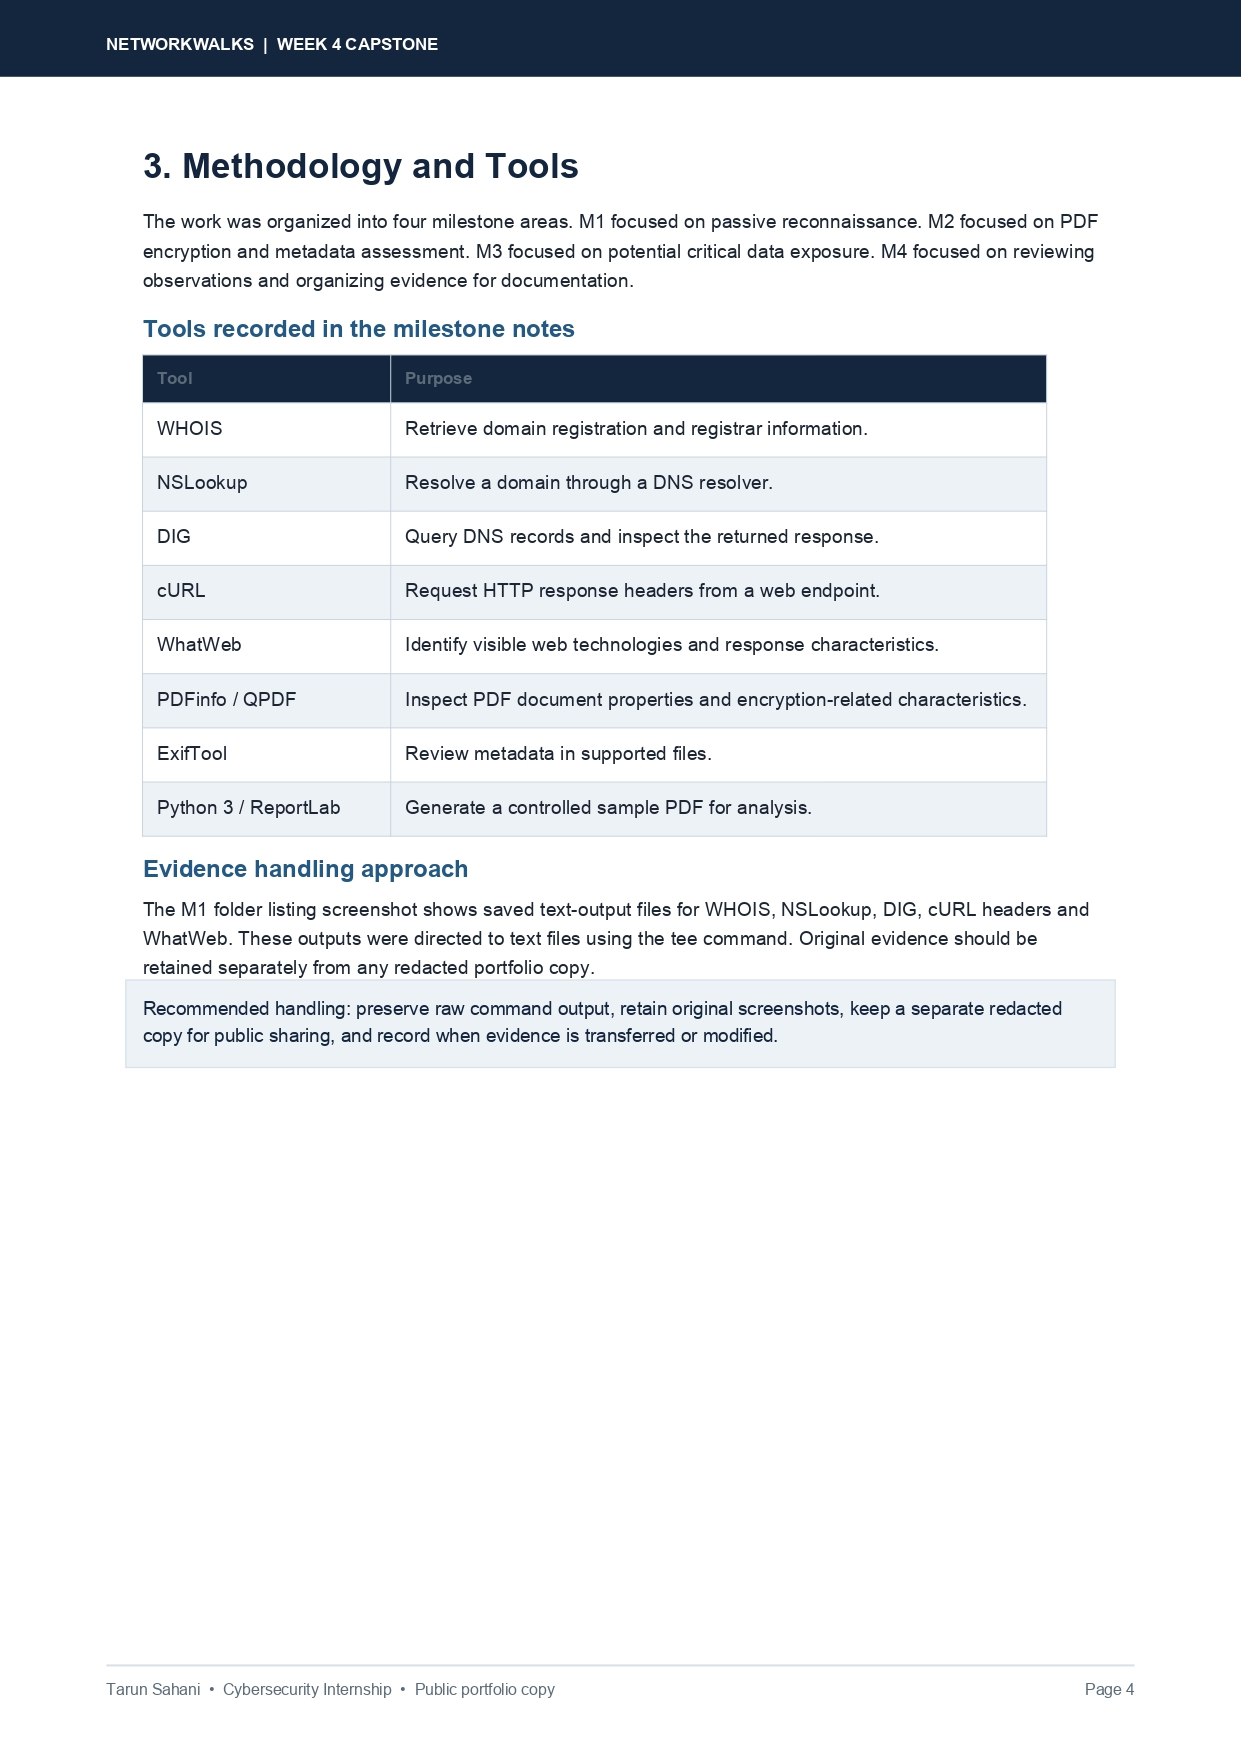 NETWORKWALKS | WEEK 4 CAPSTONE
3. Methodology and Tools
The work was organized into four milestone areas. M1 focused on passive reconnaissance. M2 focused on PDF
encryption and metadata assessment. M3 focused on potential critical data exposure. M4 focused on reviewing
observations and organizing evidence for documentation.
Tools recorded in the milestone notes
Tool Purpose
WHOIS Retrieve domain registration and registrar information.
NSLookup Resolve a domain through a DNS resolver.
DIG Query DNS records and inspect the returned response.
cURL Request HTTP response headers from a web endpoint.
WhatWeb Identify visible web technologies and response characteristics.
PDFinfo / QPDF Inspect PDF document properties and encryption-related characteristics.
ExifTool Review metadata in supported files.
Python 3 / ReportLab Generate a controlled sample PDF for analysis.
Evidence handling approach
The M1 folder listing screenshot shows saved text-output files for WHOIS, NSLookup, DIG, cURL headers and
WhatWeb. These outputs were directed to text files using the tee command. Original evidence should be
retained separately from any redacted portfolio copy.
Recommended handling: preserve raw command output, retain original screenshots, keep a separate redacted
copy for public sharing, and record when evidence is transferred or modified.
Tarun Sahani • Cybersecurity Internship • Public portfolio copy Page 4